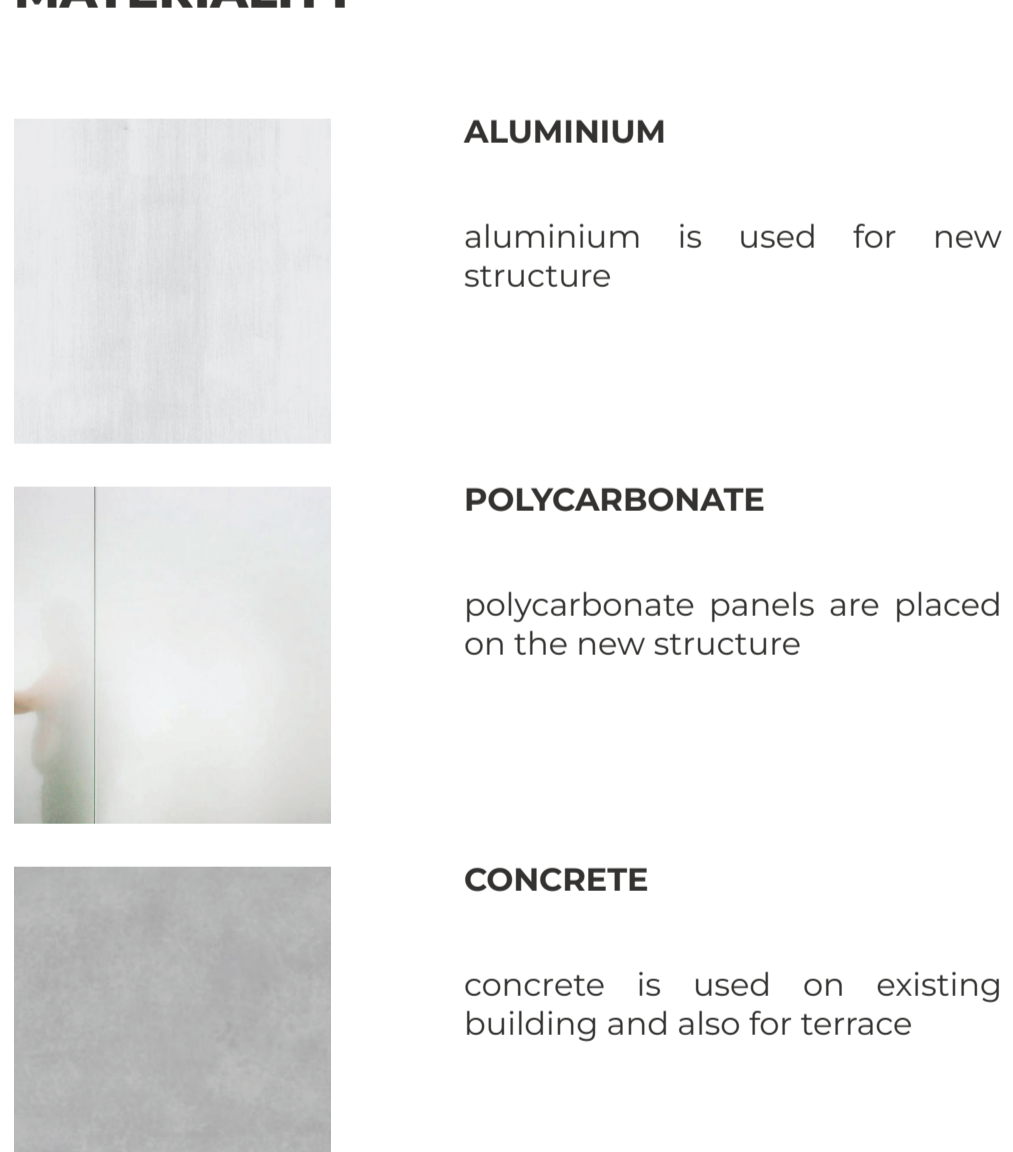 MATERIALITY
ALUMINIUM
aluminium is used for new
structure
POLYCARBONATE
polycarbonate panels are placed
on the new structure
CONCRETE
concrete is used on existing
building and also for terrace